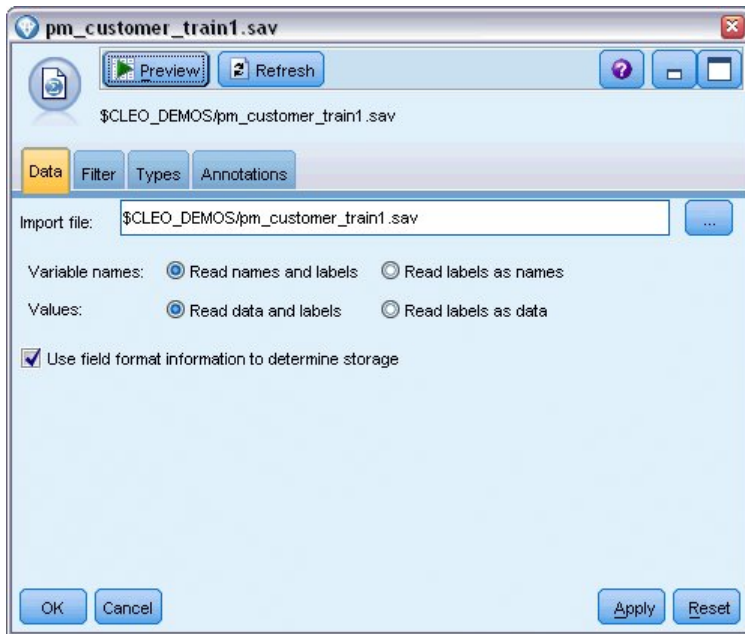 pm_customer_train1.sav
Preview Refresh ?
$CLEO_DEMOS/pm_customer_train1.sav
Data Filter Types Annotations
Import file: $CLEO_DEMOS/pm_customer_train1.sav ...
Variable names: Read names and labels Read labels as names
Values: Read data and labels Read labels as data
Use field format information to determine storage
OK Cancel Apply Reset